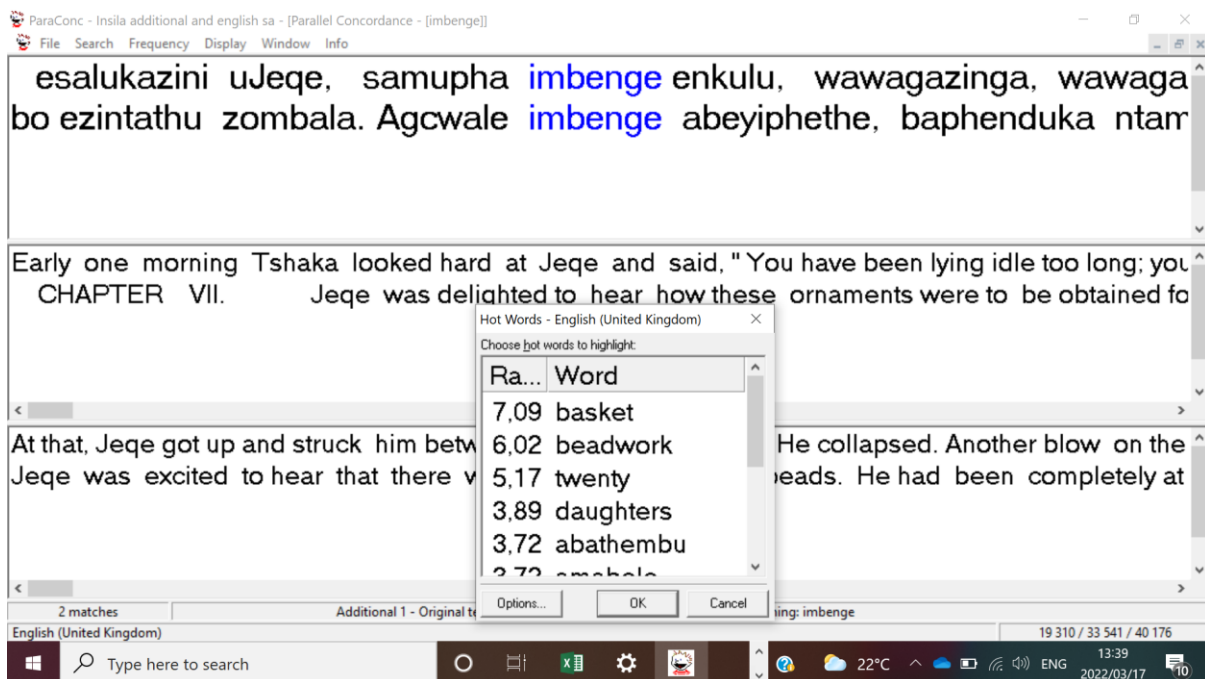 ParaConc - Insila additional and english sa - [Parallel Concordance - [imbenge]]
File Search Frequency Display Window Info
esalukazini uJeqe, samupha imbenge enkulu, wawagazinga, wawaga
bo ezintathu zombala. Agcwale imbenge abeyiphethe, baphenduka ntam
Early one morning Tshaka looked hard at Jeqe and said, " You have been lying idle too long; you
CHAPTER VII. Jeqe was delighted to hear how these ornaments were to be obtained fo
Hot Words - English (United Kingdom)
Choose hot words to highlight:
Ra... Word
7,09 basket
6,02 beadwork
5,17 twenty
3,89 daughters
3,72 abathembu
3,72
At that, Jeqe got up and struck him betw He collapsed. Another blow on the
Jeqe was excited to hear that there w eads. He had been completely at
Options... OK Cancel
2 matches Additional 1 - Original te ing: imbenge
English (United Kingdom) 19 310 / 33 541 / 40 176
Type here to search 22°C ENG 13:39
2022/03/17 10